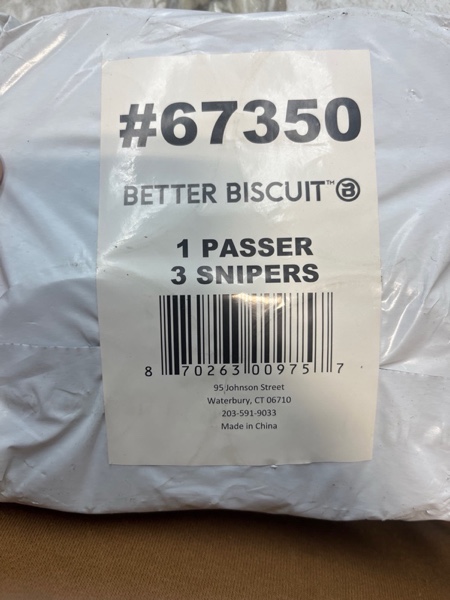 #67350
BETTER BISCUIT™ B
1 PASSER
3 SNIPERS
8 70263 00975 7
95 Johnson Street
Waterbury, CT 06710
203-591-9033
Made in China